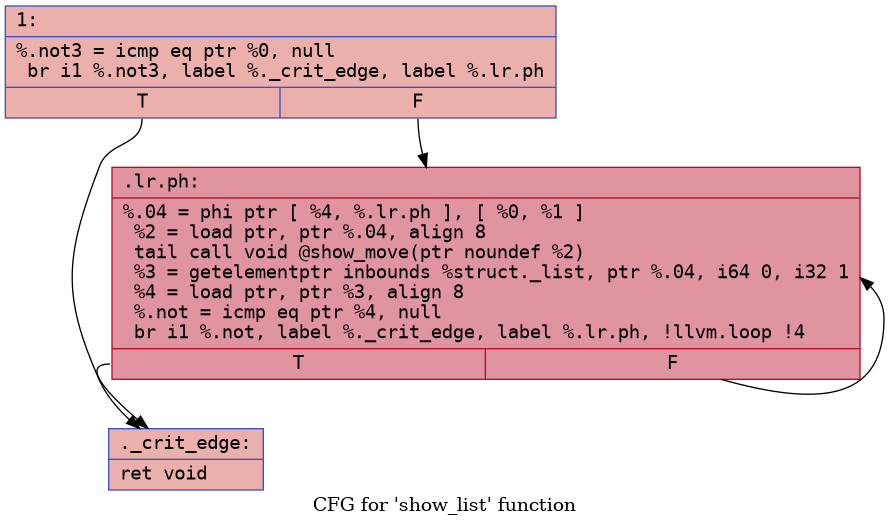 1:
%.not3 = icmp eq ptr %0, null
br i1 %.not3, label %._crit_edge, label %.lr.ph
T F
.lr.ph:
%.04 = phi ptr [ %4, %.lr.ph ], [ %0, %1 ]
%2 = load ptr, ptr %.04, align 8
tail call void @show_move(ptr noundef %2)
%3 = getelementptr inbounds %struct._list, ptr %.04, i64 0, i32 1
%4 = load ptr, ptr %3, align 8
%.not = icmp eq ptr %4, null
br i1 %.not, label %._crit_edge, label %.lr.ph, !llvm.loop !4
T F
._crit_edge:
ret void
CFG for 'show_list' function